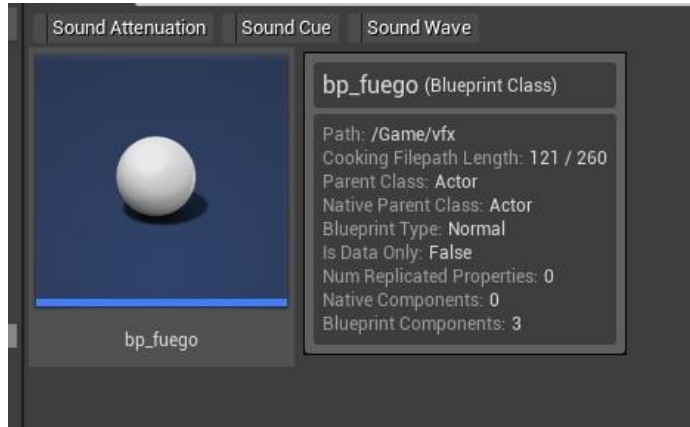 Sound Attenuation Sound Cue Sound Wave
bp_fuego (Blueprint Class)
Path: /Game/vfx
Cooking Filepath Length: 121 / 260
Parent Class: Actor
Native Parent Class: Actor
Blueprint Type: Normal
Is Data Only: False
Num Replicated Properties: 0
Native Components: 0
Blueprint Components: 3
bp_fuego